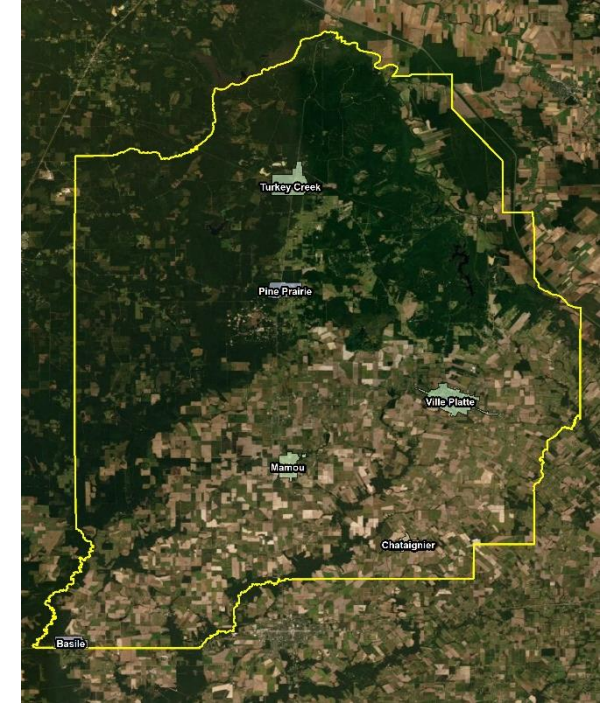 Turkey Creek
Pine Prairie
Ville Platte
Mamou
Chataignier
Basile